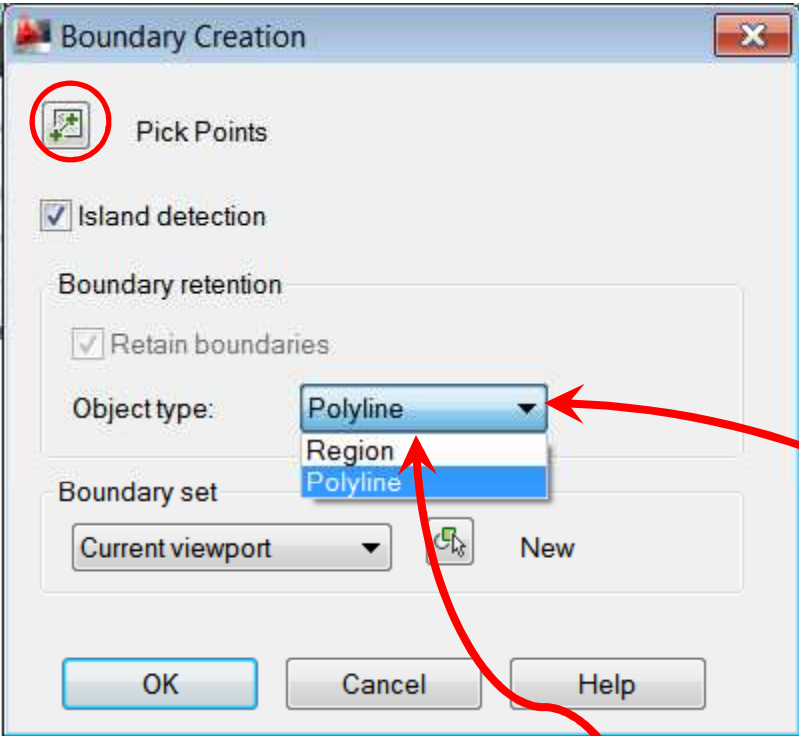 Boundary Creation
Pick Points
Island detection
Boundary retention
Retain boundaries
Object type: Polyline
Region
Polyline
Boundary set
Current viewport New
OK Cancel Help